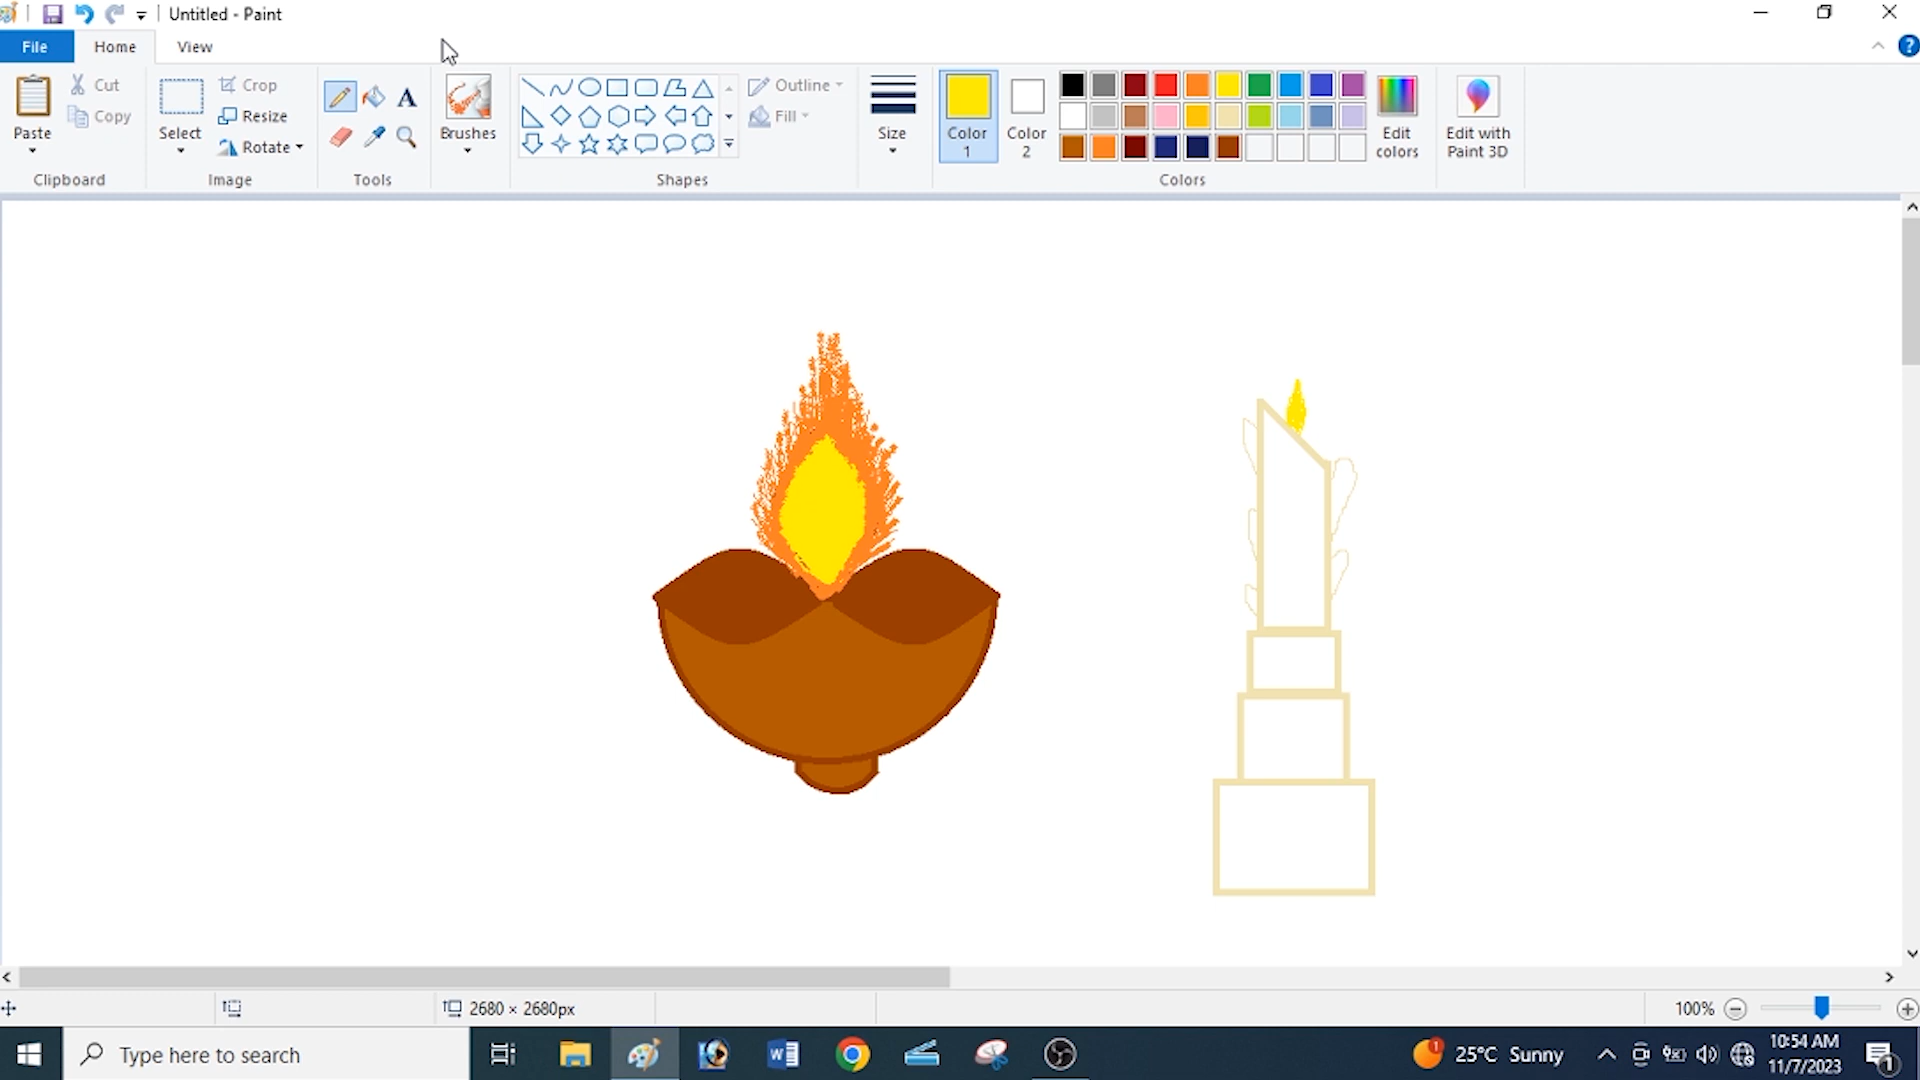 Untitled - Paint
File Home View
Paste
Cut
Copy
Clipboard
Select
Crop
Resize
Rotate
Image
A
Tools
Brushes
Shapes
Outline
Fill
Size
Color 1
Color 2
Edit colors
Colors
Edit with Paint 3D
2680 × 2680px
100%
Type here to search
25°C Sunny
10:54 AM
11/7/2023